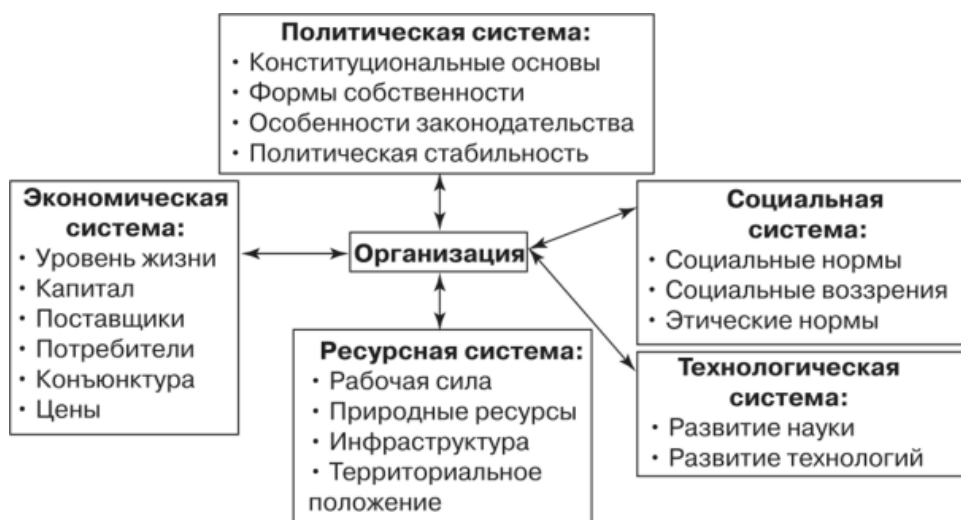 Политическая система:
· Конституциональные основы
· Формы собственности
· Особенности законодательства
· Политическая стабильность
Экономическая
система:
· Уровень жизни
· Капитал
· Поставщики
· Потребители
· Конъюнктура
· Цены
Организация
Социальная
система:
· Социальные нормы
· Социальные воззрения
· Этические нормы
Ресурсная система:
· Рабочая сила
· Природные ресурсы
· Инфраструктура
· Территориальное
положение
Технологическая
система:
· Развитие науки
· Развитие технологий